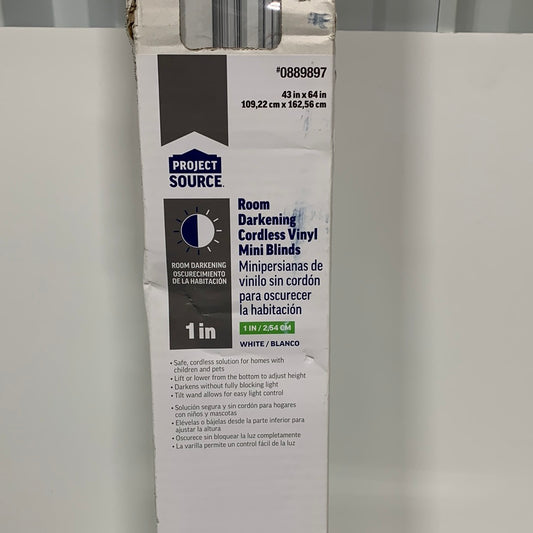 #0889897
43 in x 64 in
109,22 cm x 162,56 cm
PROJECT
SOURCE.
Room
Darkening
Cordless Vinyl
Mini Blinds
Minipersianas de
vinilo sin cordón
para oscurecer
la habitación
ROOM DARKENING
OSCURECIMIENTO
DE LA HABITACIÓN
1 in
1 IN / 2,54 CM
WHITE / BLANCO
• Safe, cordless solution for homes with
children and pets
• Lift or lower from the bottom to adjust height
• Darkens without fully blocking light
• Tilt wand allows for easy light control
• Solución segura y sin cordón para hogares
con niños y mascotas
• Elévelas o bájelas desde la parte inferior para
ajustar la altura
• Oscurece sin bloquear la luz completamente
• La varilla permite un control fácil de la luz